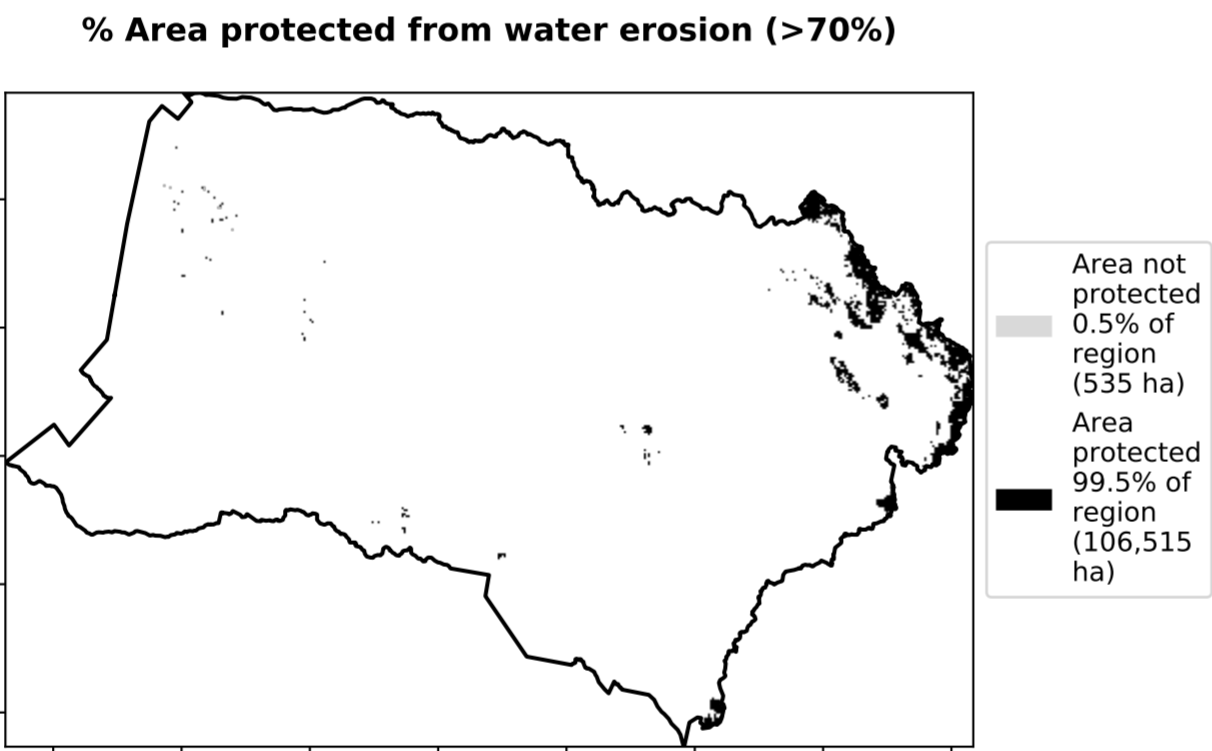 % Area protected from water erosion (>70%)
Area not
protected
0.5% of
region
(535 ha)
Area
protected
99.5% of
region
(106,515
ha)